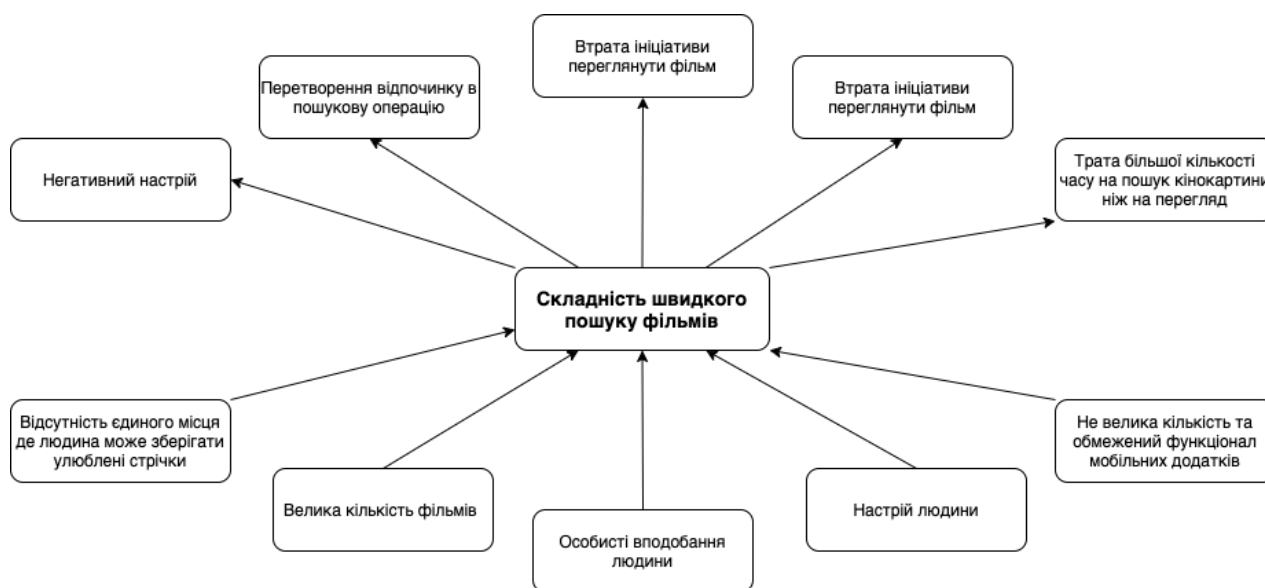 Втрата ініціативи
переглянути фільм
Перетворення відпочинку в
пошукову операцію
Втрата ініціативи
переглянути фільм
Негативний настрій
Трата більшої кількості
часу на пошук кінокартини
ніж на перегляд
Складність швидкого
пошуку фільмів
Відсутність єдиного місця
де людина може зберігати
улюблені стрічки
Не велика кількість та
обмежений функціонал
мобільних додатків
Велика кількість фільмів
Настрій людини
Особисті вподобання
людини